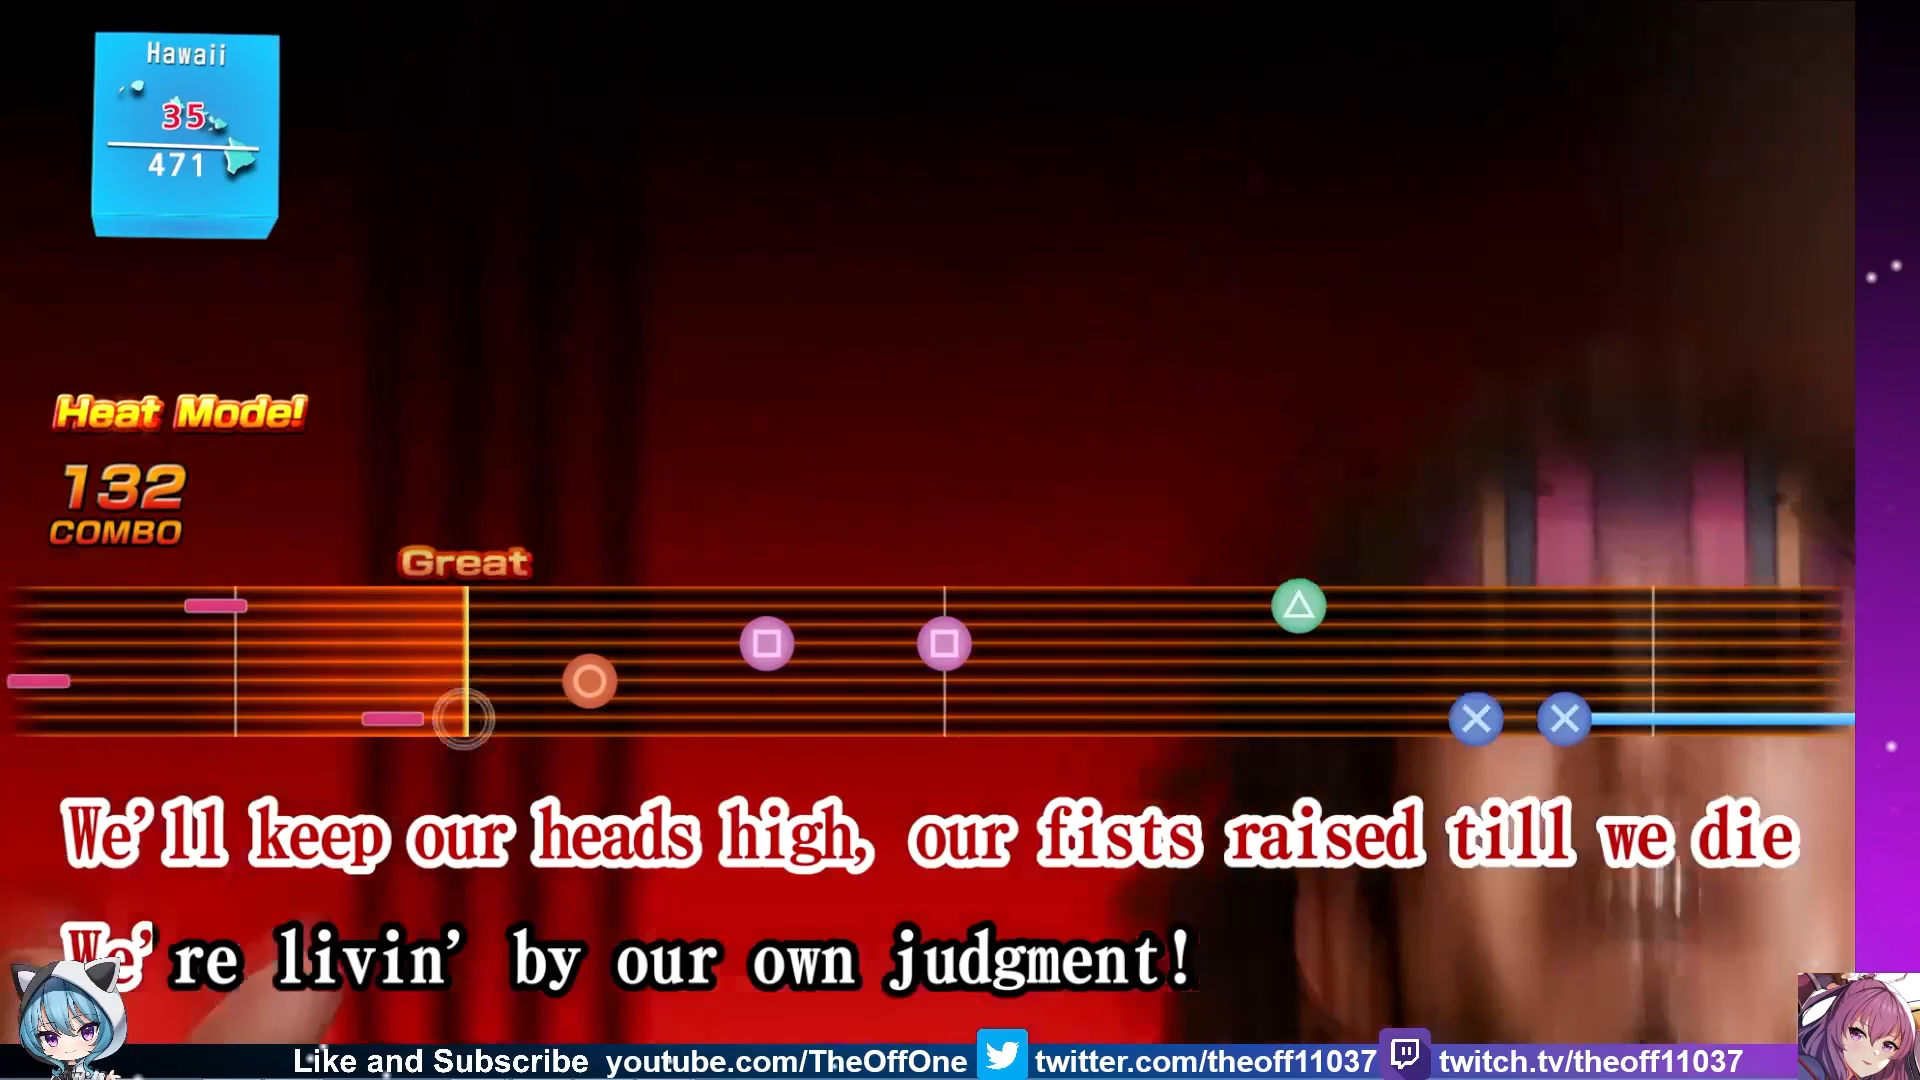 Hawaii
35
471
Heat Mode!
132
COMBO
Great
We'll keep our heads high, our fists raised till we die
We're livin' by our own judgment!
Like and Subscribe youtube.com/TheOffOne twitter.com/theoff11037 twitch.tv/theoff11037